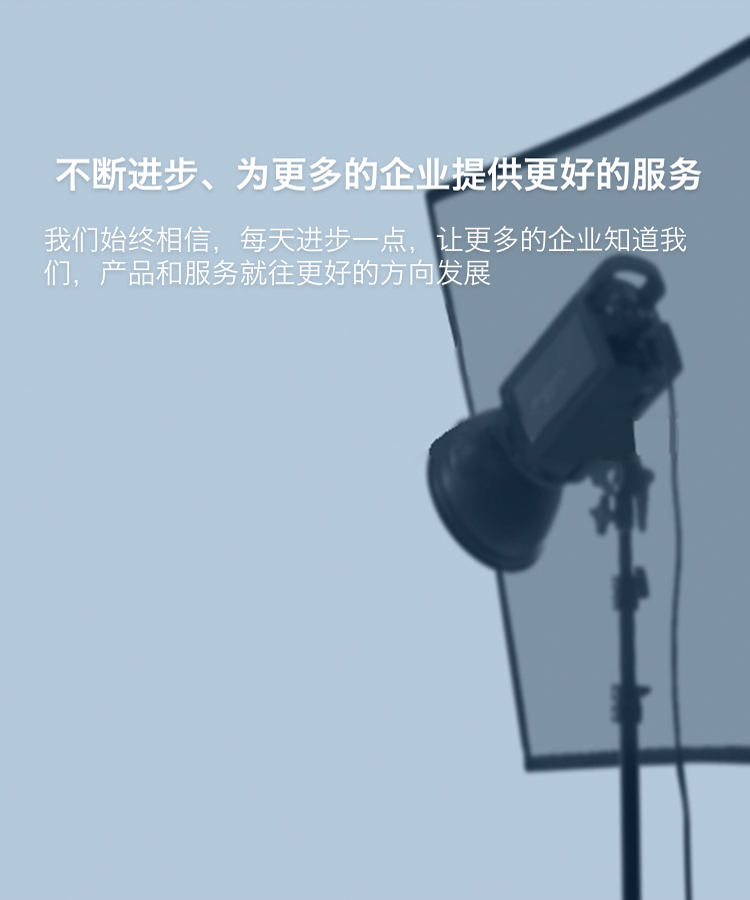 不断进步、为更多的企业提供更好的服务
我们始终相信，每天进步一点，让更多的企业知道我
们，产品和服务就往更好的方向发展